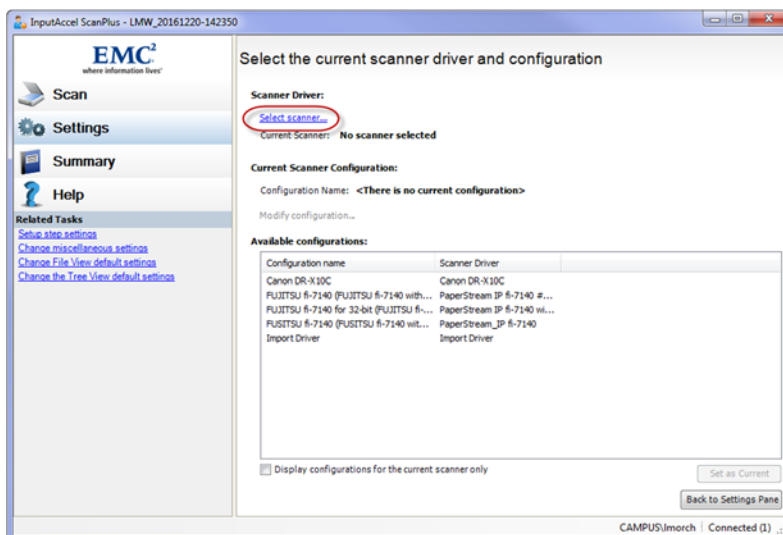 InputAccel ScanPlus - LMW_20161220-142350
EMC²
where information lives®
Scan
Settings
Summary
Help
Related Tasks
Setup step settings
Change miscellaneous settings
Change File View default settings
Change the Tree View default settings
Select the current scanner driver and configuration
Scanner Driver:
Select scanner...
Current Scanner: No scanner selected
Current Scanner Configuration:
Configuration Name: <There is no current configuration>
Modify configuration...
Available configurations:
Configuration name Scanner Driver
Canon DR-X10C Canon DR-X10C
FUJITSU fi-7140 (FUJITSU fi-7140 with... PaperStream IP fi-7140 #...
FUJITSU fi-7140 for 32-bit (FUJITSU fi-... PaperStream IP fi-7140 wi...
FUSITSU fi-7140 (FUSITSU fi-7140 wit... PaperStream_IP fi-7140
Import Driver Import Driver
Display configurations for the current scanner only
Set as Current
Back to Settings Pane
CAMPUS\lmorch Connected (1)